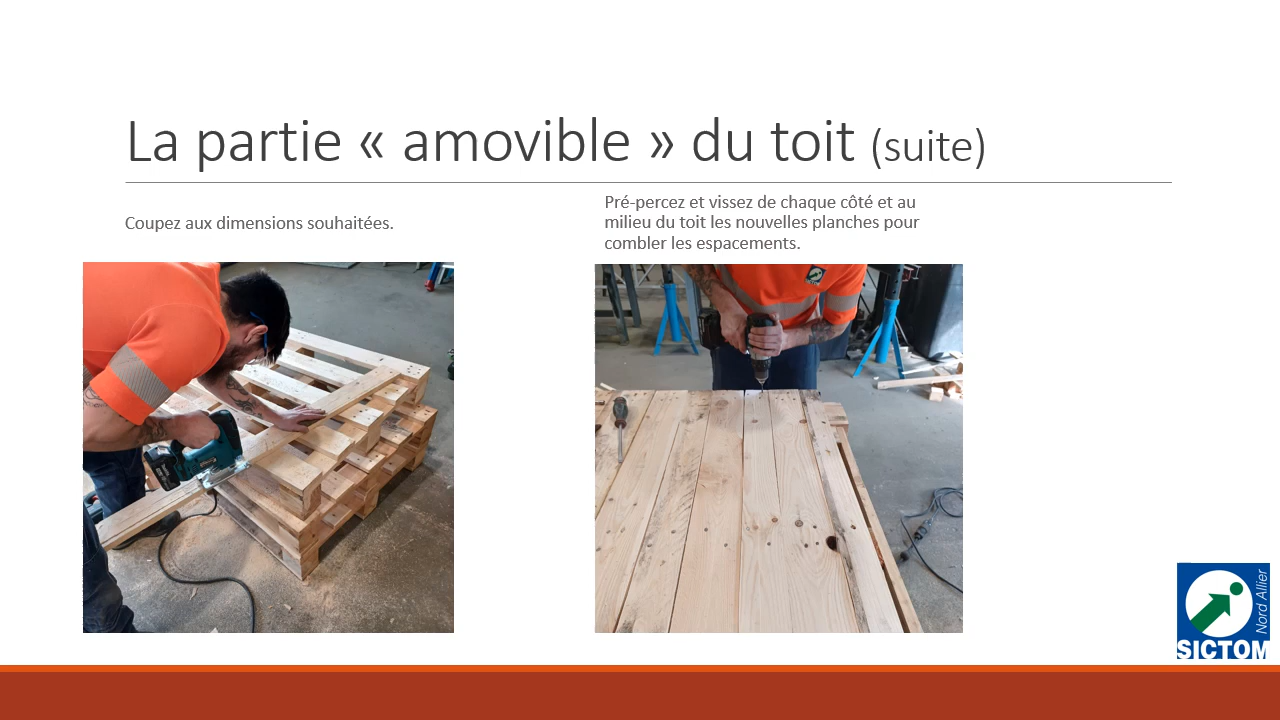 La partie « amovible » du toit (suite)
Coupez aux dimensions souhaitées.
Pré-percez et vissez de chaque côté et au
milieu du toit les nouvelles planches pour
combler les espacements.
Nord Allier
SICTOM